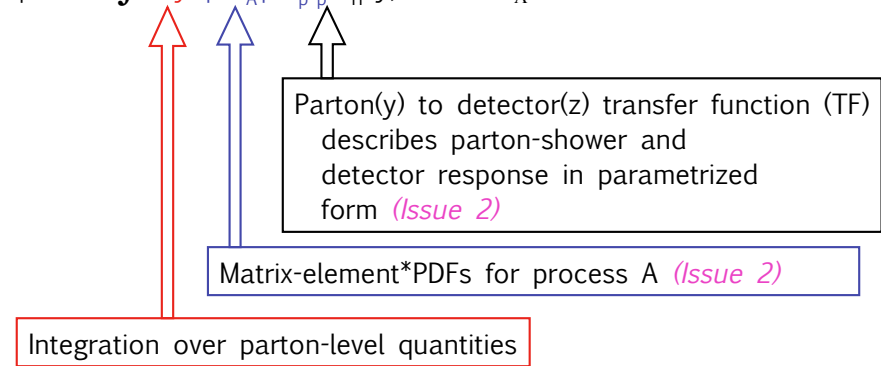 Parton(y) to detector(z) transfer function (TF)
describes parton-shower and
detector response in parametrized
form (Issue 2)
Matrix-element*PDFs for process A (Issue 2)
Integration over parton-level quantities